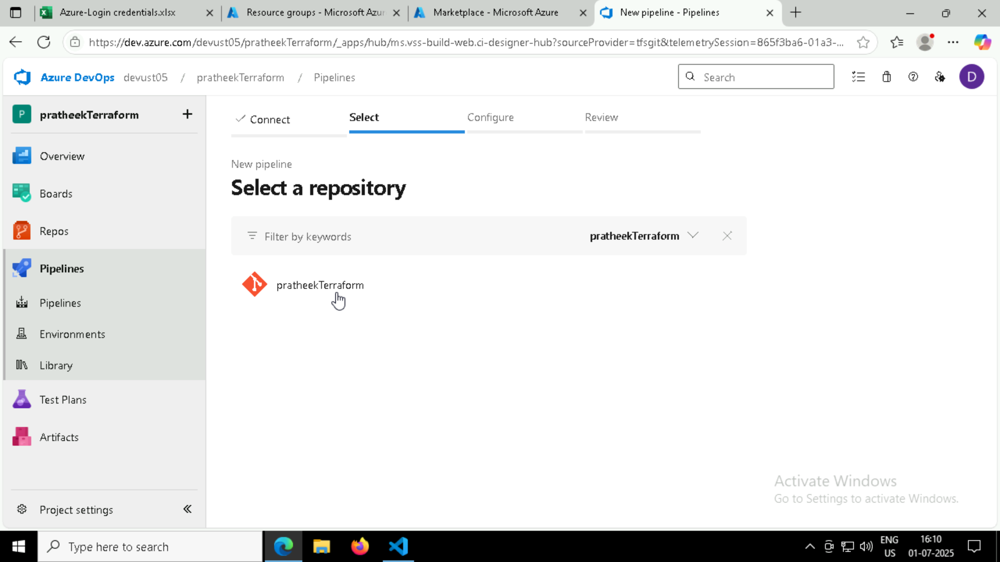 Azure-Login credentials.xlsx
Resource groups - Microsoft Azur
Marketplace - Microsoft Azure
New pipeline - Pipelines
https://dev.azure.com/devust05/pratheekTerraform/_apps/hub/ms.vss-build-web.ci-designer-hub?sourceProvider=tfsgit&telemetrySession=865f3ba6-01a3-...
Azure DevOps devust05 / pratheekTerraform / Pipelines
Search
D
P pratheekTerraform
Overview
Boards
Repos
Pipelines
Pipelines
Environments
Library
Test Plans
Artifacts
Project settings
Connect
Select
Configure
Review
New pipeline
Select a repository
Filter by keywords
pratheekTerraform
pratheekTerraform
Activate Windows
Go to Settings to activate Windows.
Type here to search
ENG
US
16:10
01-07-2025